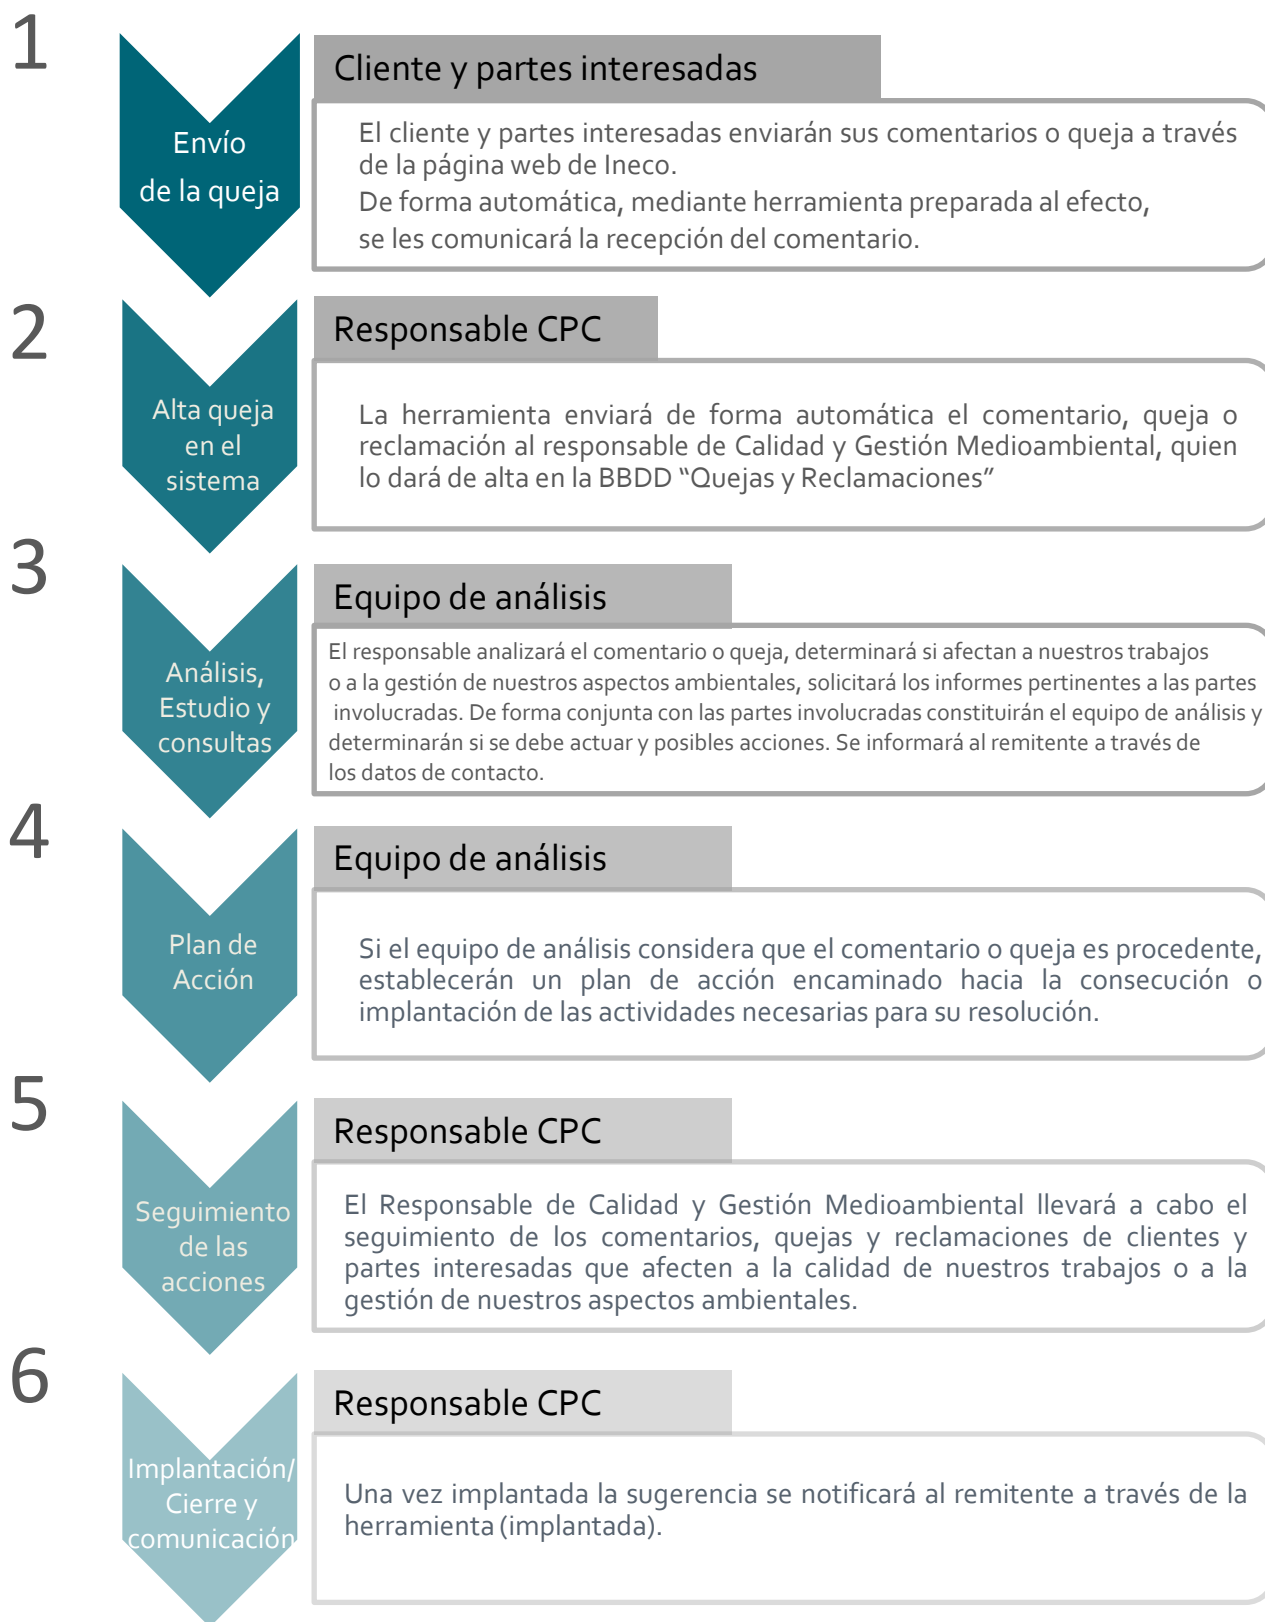 1
Envío
de la queja
Cliente y partes interesadas
El cliente y partes interesadas enviarán sus comentarios o queja a través
de la página web de Ineco.
De forma automática, mediante herramienta preparada al efecto,
se les comunicará la recepción del comentario.
2
Alta queja
en el
sistema
Responsable CPC
La herramienta enviará de forma automática el comentario, queja o
reclamación al responsable de Calidad y Gestión Medioambiental, quien
lo dará de alta en la BBDD “Quejas y Reclamaciones”
3
Análisis,
Estudio y
consultas
Equipo de análisis
El responsable analizará el comentario o queja, determinará si afectan a nuestros trabajos
o a la gestión de nuestros aspectos ambientales, solicitará los informes pertinentes a las partes
involucradas. De forma conjunta con las partes involucradas constituirán el equipo de análisis y
determinarán si se debe actuar y posibles acciones. Se informará al remitente a través de
los datos de contacto.
4
Plan de
Acción
Equipo de análisis
Si el equipo de análisis considera que el comentario o queja es procedente,
establecerán un plan de acción encaminado hacia la consecución o
implantación de las actividades necesarias para su resolución.
5
Seguimiento
de las
acciones
Responsable CPC
El Responsable de Calidad y Gestión Medioambiental llevará a cabo el
seguimiento de los comentarios, quejas y reclamaciones de clientes y
partes interesadas que afecten a la calidad de nuestros trabajos o a la
gestión de nuestros aspectos ambientales.
6
Implantación/
Cierre y
comunicación
Responsable CPC
Una vez implantada la sugerencia se notificará al remitente a través de la
herramienta (implantada).